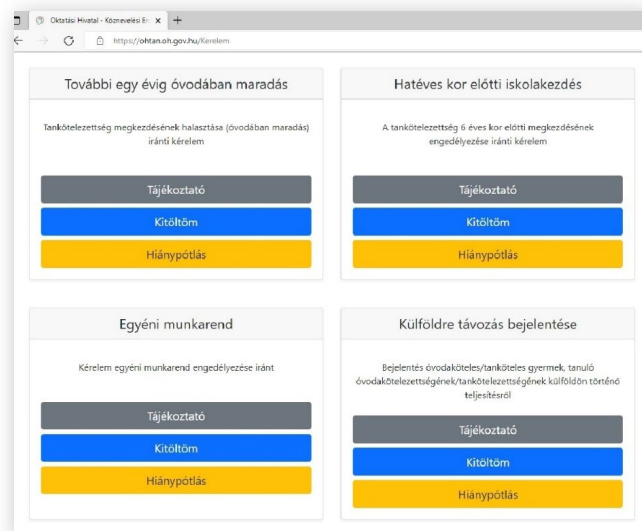 Oktatási Hivatal - Köznevelési Er
https://ohtan.oh.gov.hu/Kerelem
További egy évig óvodában maradás
Tankötelezettség megkezdésének halasztása (óvodában maradás)
iránti kérelem
Tájékoztató
Kitöltöm
Hiánypótlás
Hatéves kor előtti iskolakezdés
A tankötelezettség 6 éves kor előtti megkezdésének
engedélyezése iránti kérelem
Tájékoztató
Kitöltöm
Hiánypótlás
Egyéni munkarend
Kérelem egyéni munkarend engedélyezése iránt
Tájékoztató
Kitöltöm
Hiánypótlás
Külföldre távozás bejelentése
Bejelentés óvodaköteles/tanköteles gyermek, tanuló
óvodakötelezettségének/tankötelezettségének külföldön történő
teljesítésről
Tájékoztató
Kitöltöm
Hiánypótlás